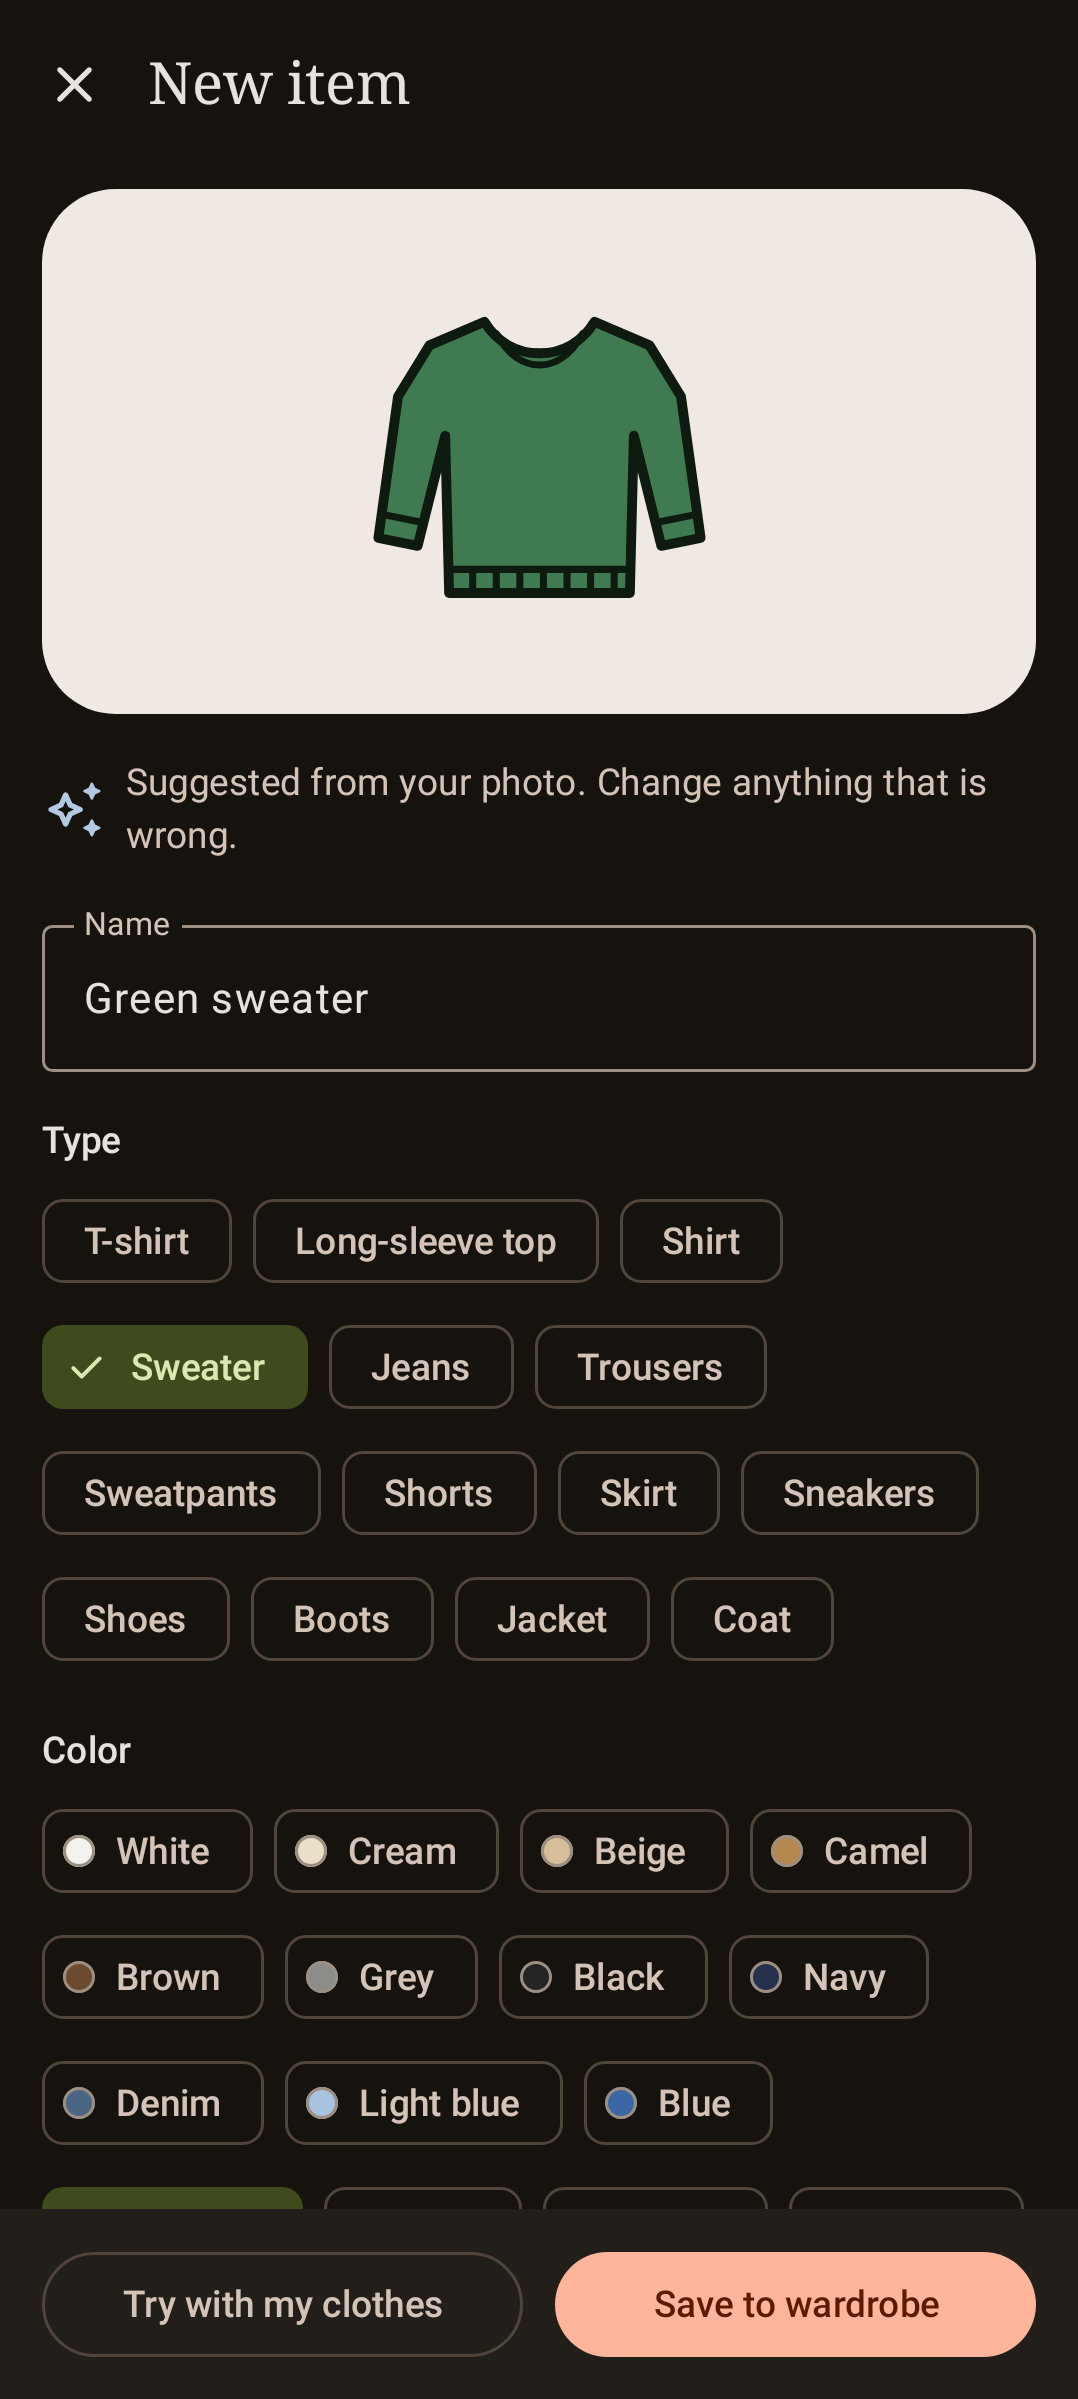 New item
Suggested from your photo. Change anything that is
wrong.
Name
Green sweater
Type
T-shirt
Long-sleeve top
Shirt
Sweater
Jeans
Trousers
Sweatpants
Shorts
Skirt
Sneakers
Shoes
Boots
Jacket
Coat
Color
White
Cream
Beige
Camel
Brown
Grey
Black
Navy
Denim
Light blue
Blue
Try with my clothes
Save to wardrobe